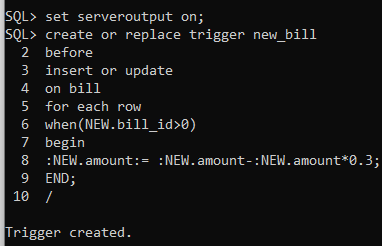 SQL> set serveroutput on;
SQL> create or replace trigger new_bill
  2  before
  3  insert or update
  4  on bill
  5  for each row
  6  when(NEW.bill_id>0)
  7  begin
  8  :NEW.amount:= :NEW.amount-:NEW.amount*0.3;
  9  END;
 10  /
Trigger created.